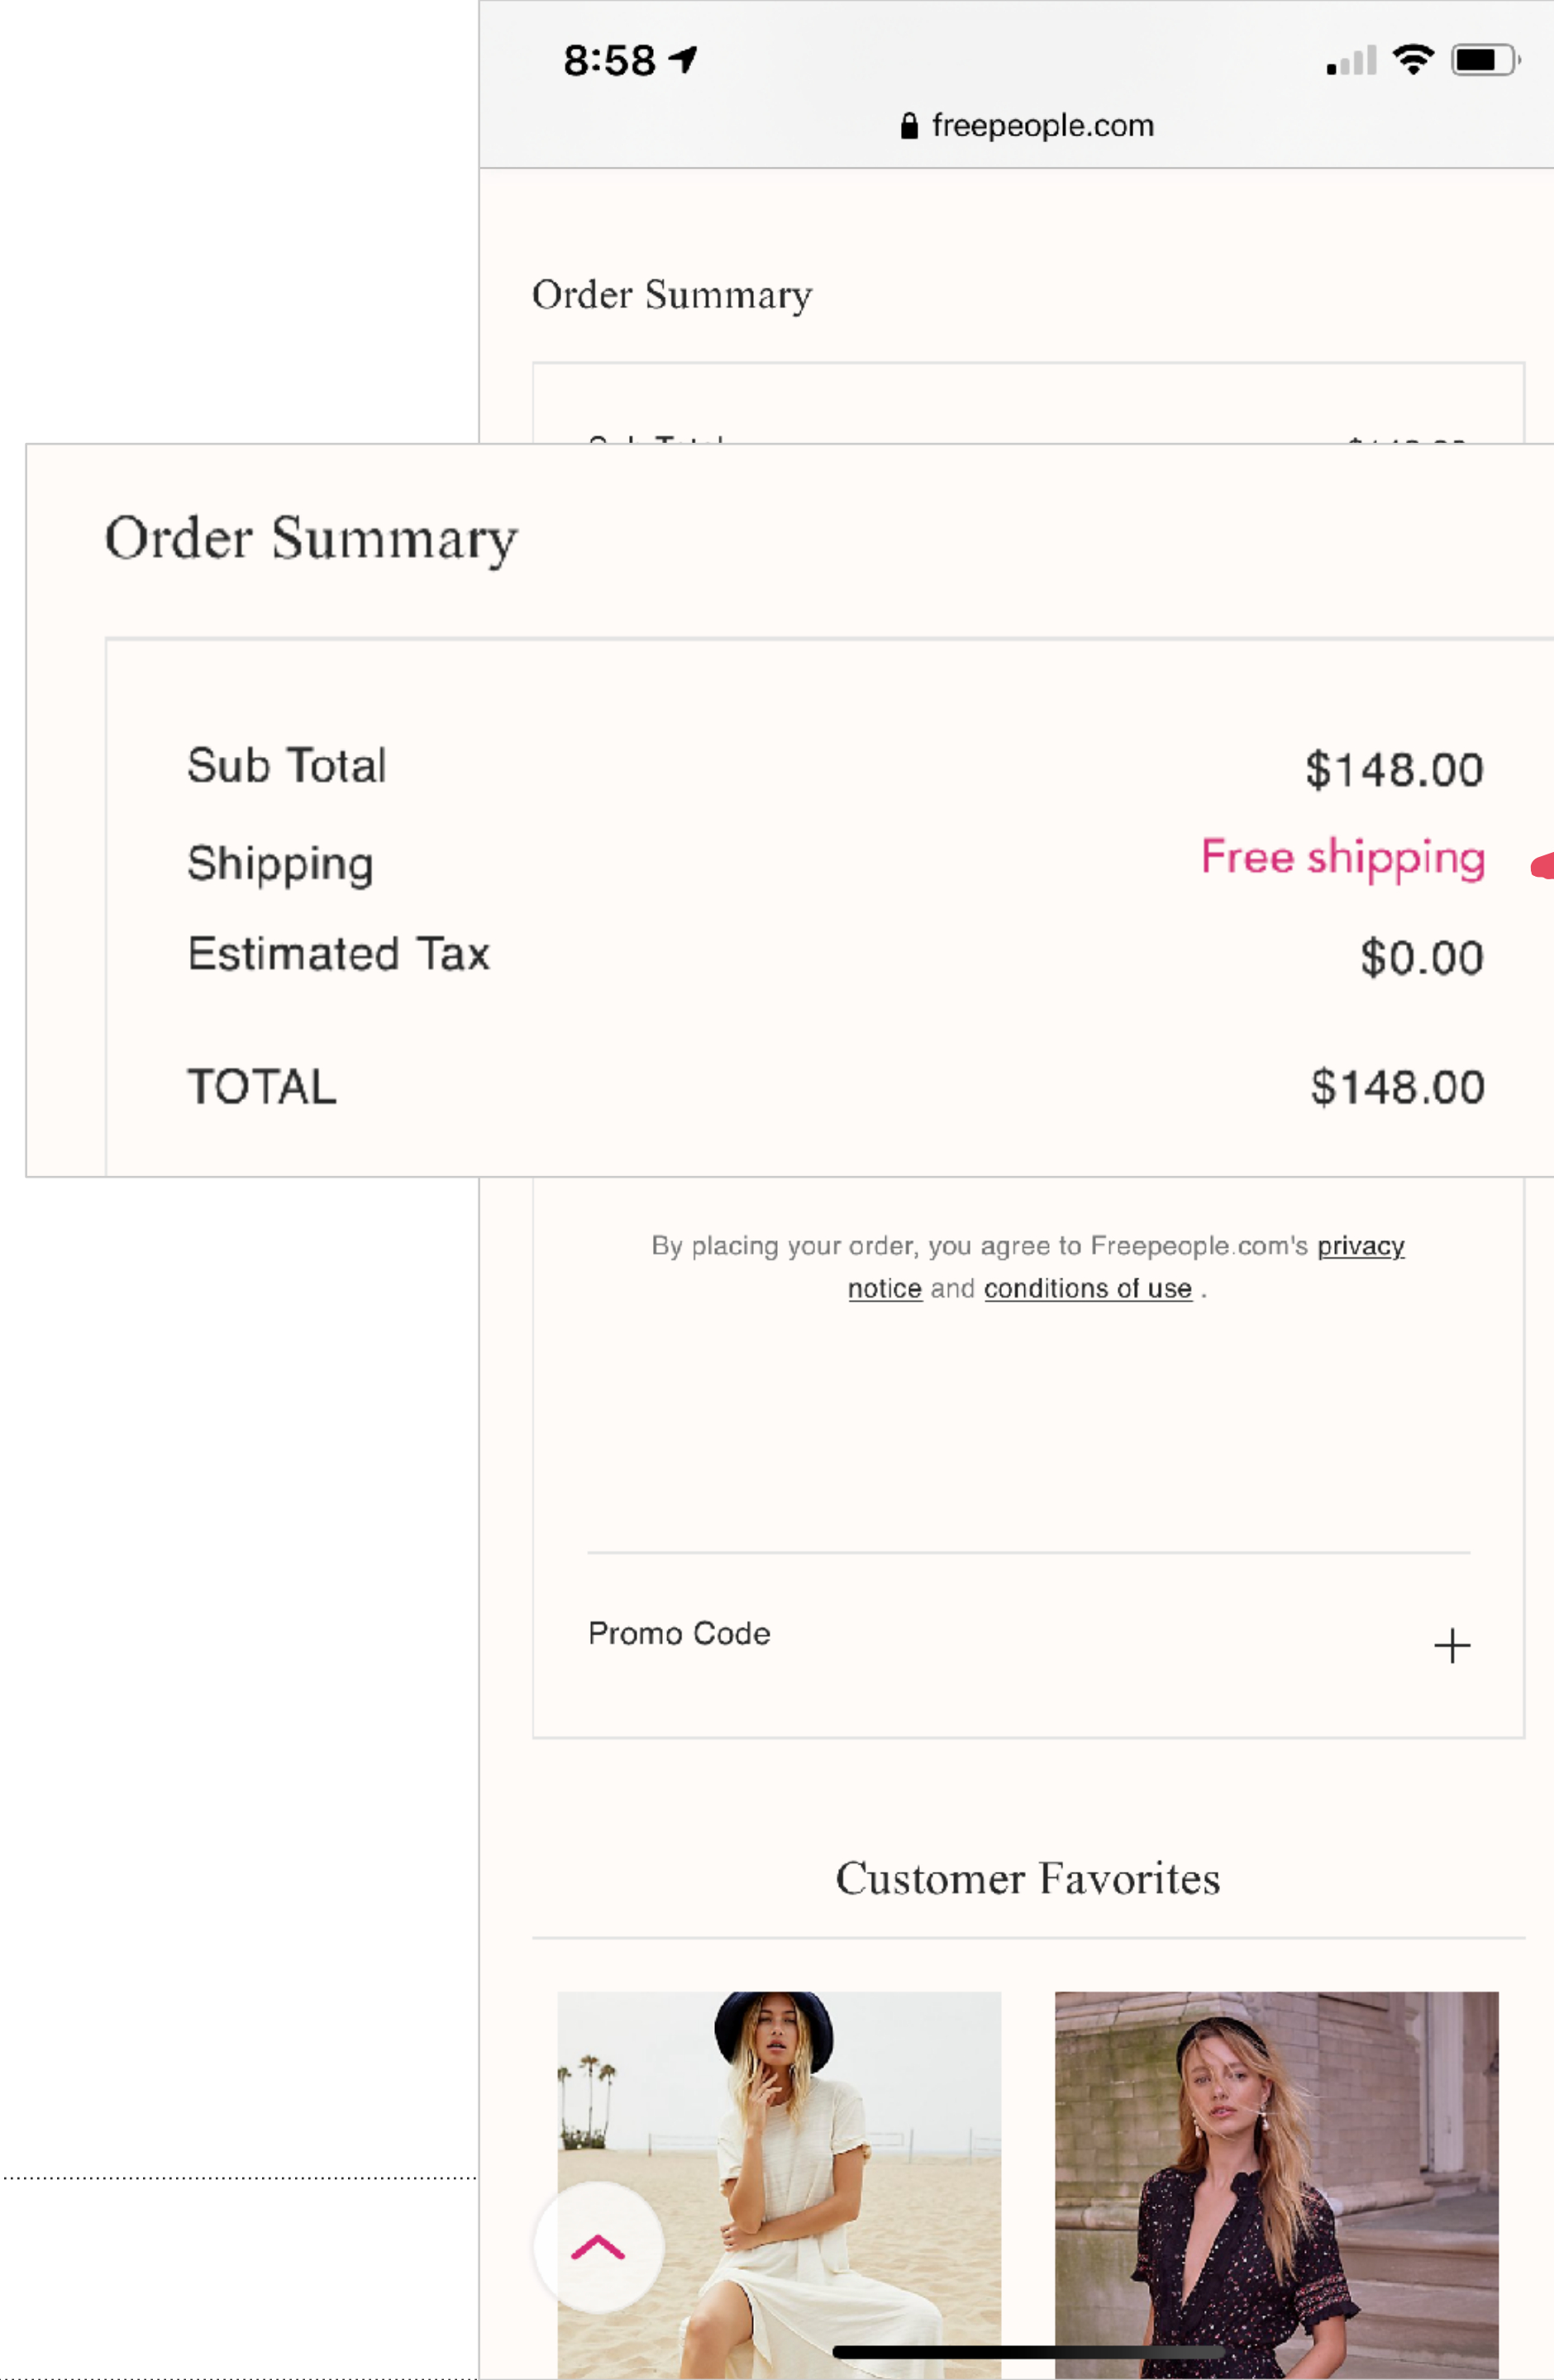 8:58
freepeople.com
Order Summary
Order Summary
Sub Total $148.00
Shipping Free shipping
Estimated Tax $0.00
TOTAL $148.00
By placing your order, you agree to Freepeople.com's privacy
notice and conditions of use .
Promo Code
Customer Favorites